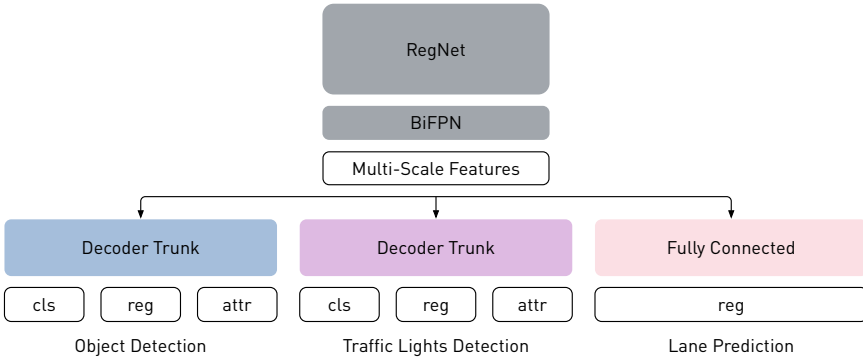 RegNet
BiFPN
Multi-Scale Features
Decoder Trunk
Decoder Trunk
Fully Connected
cls
reg
attr
cls
reg
attr
reg
Object Detection
Traffic Lights Detection
Lane Prediction